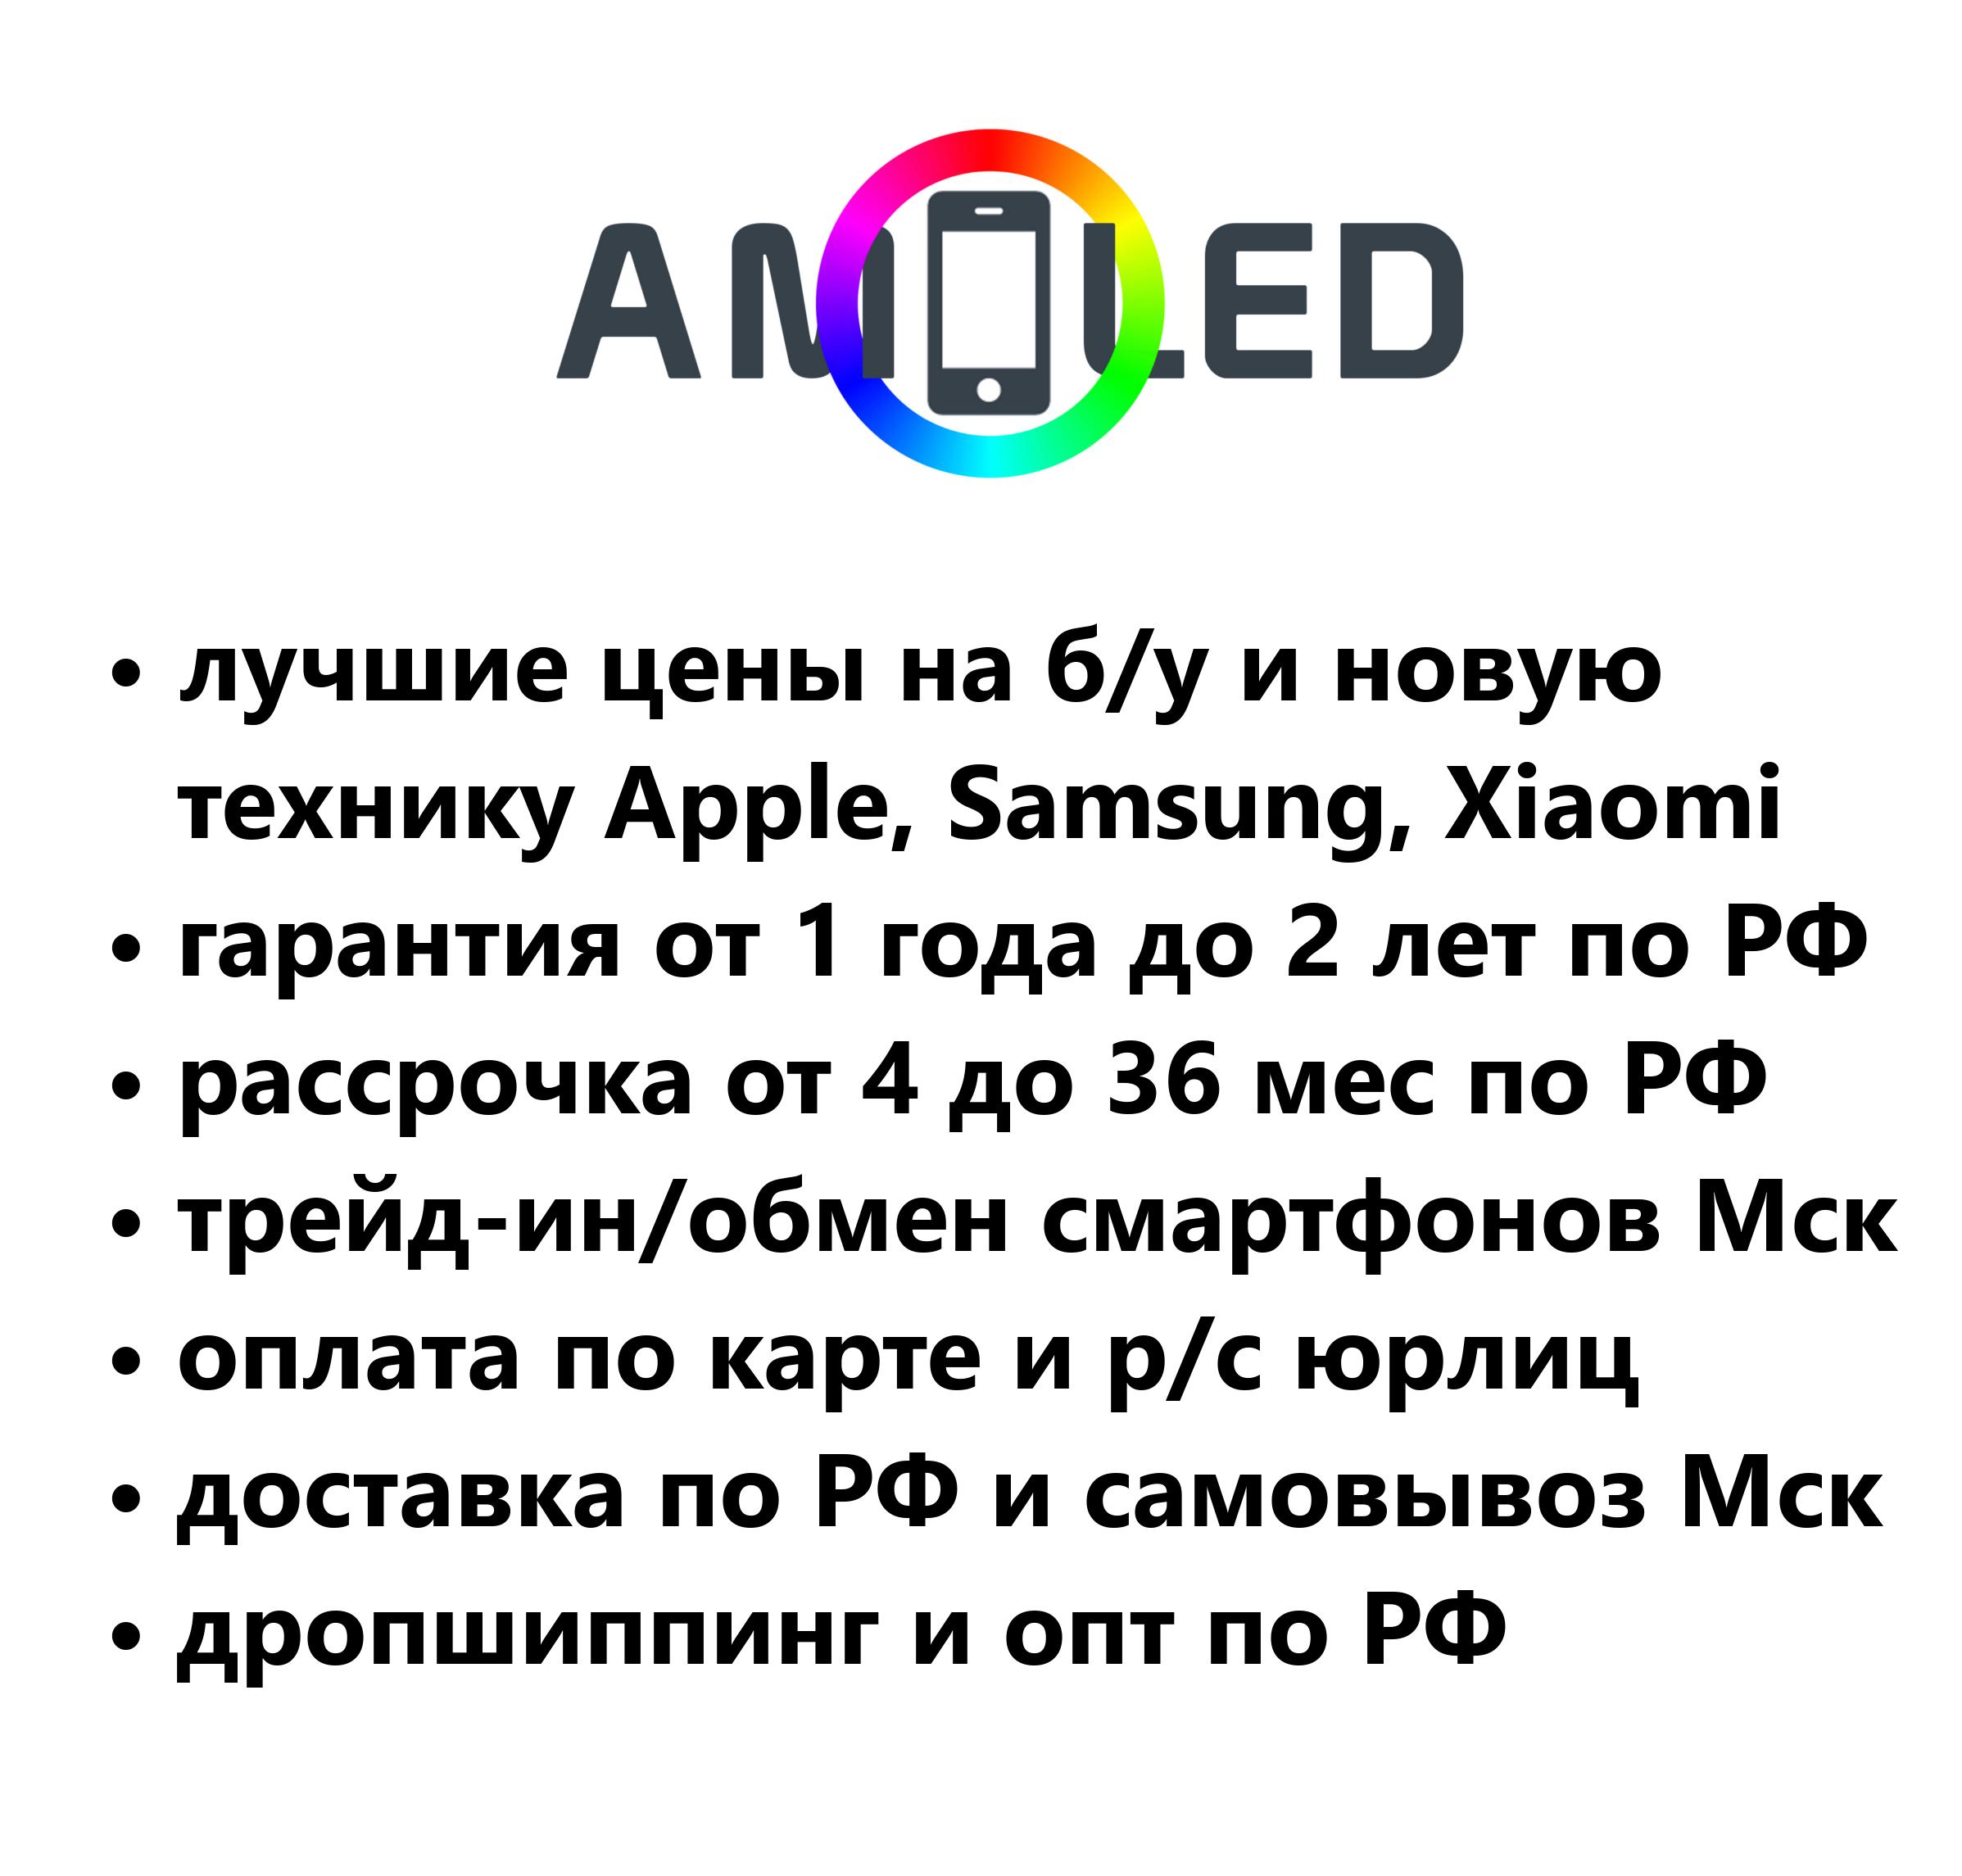 AMOLED
• лучшие цены на б/у и новую
технику Apple, Samsung, Xiaomi
• гарантия от 1 года до 2 лет по РФ
• рассрочка от 4 до 36 мес по РФ
• трейд-ин/обмен смартфонов Мск
• оплата по карте и р/с юрлиц
• доставка по РФ и самовывоз Мск
• дропшиппинг и опт по РФ